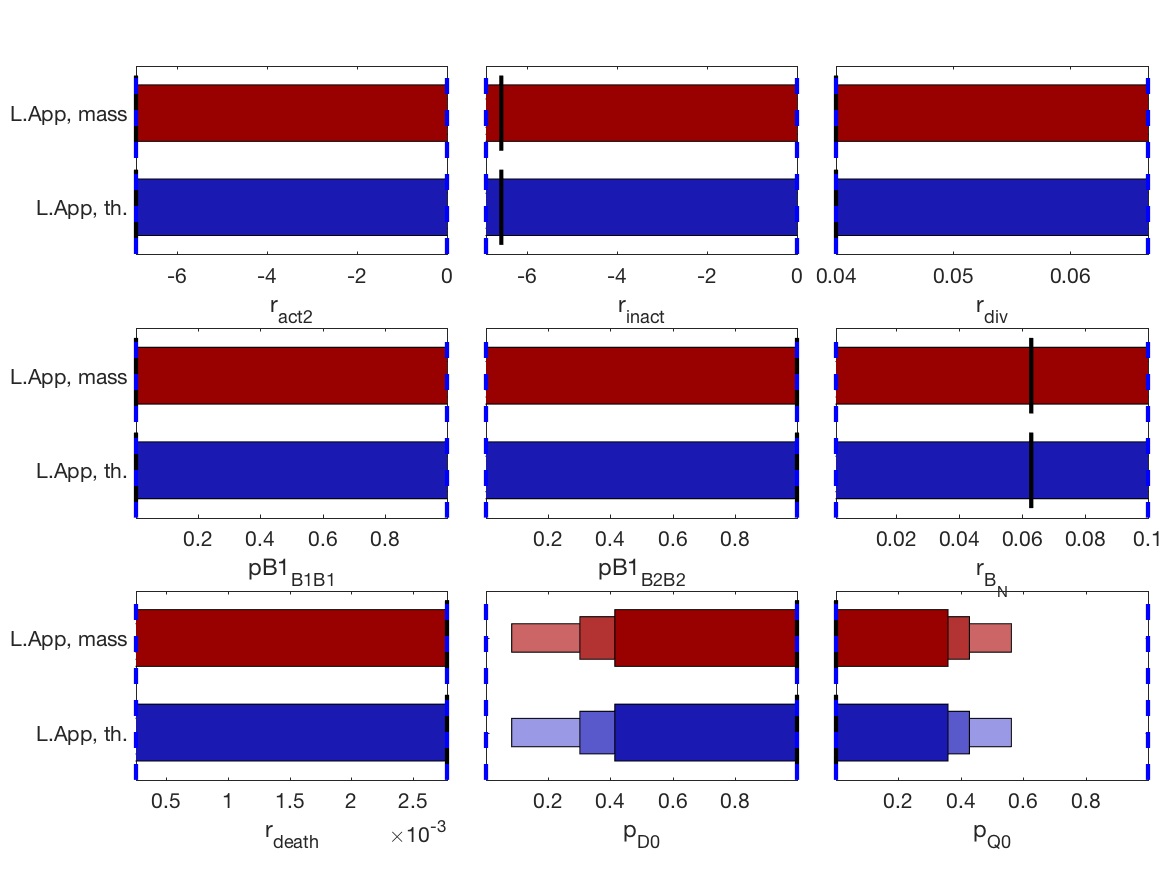 L.App, mass
L.App, th.
-6 -4 -2 0 -6 -4 -2 0 0.04 0.05 0.06
r_act2 r_inact r_div
L.App, mass
L.App, th.
0.2 0.4 0.6 0.8 0.2 0.4 0.6 0.8 0.02 0.04 0.06 0.08 0.1
pB1_B1B1 pB1_B2B2 r_B_N
L.App, mass
L.App, th.
0.5 1 1.5 2 2.5 0.2 0.4 0.6 0.8 0.2 0.4 0.6 0.8
r_death ×10^-3 p_D0 p_Q0